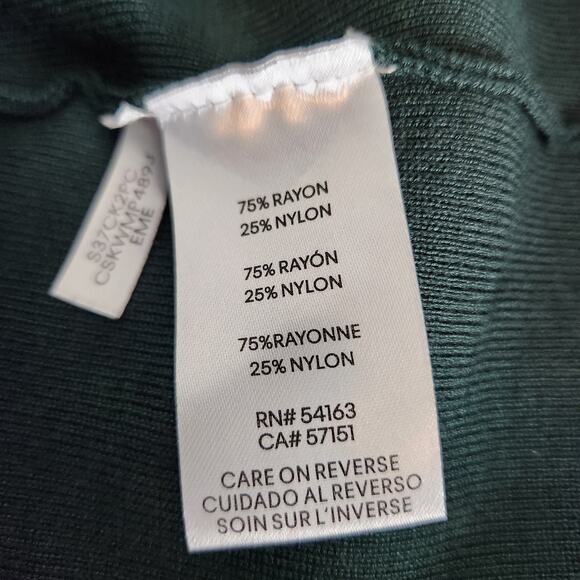 S37CK2PC
CSKWMP489J
EME
75% RAYON
25% NYLON
75% RAYÓN
25% NYLON
75%RAYONNE
25% NYLON
RN# 54163
CA# 57151
CARE ON REVERSE
CUIDADO AL REVERSO
SOIN SUR L'INVERSE